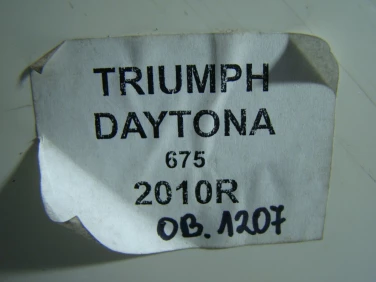 TRIUMPH
DAYTONA
675
2010R
OB.1207